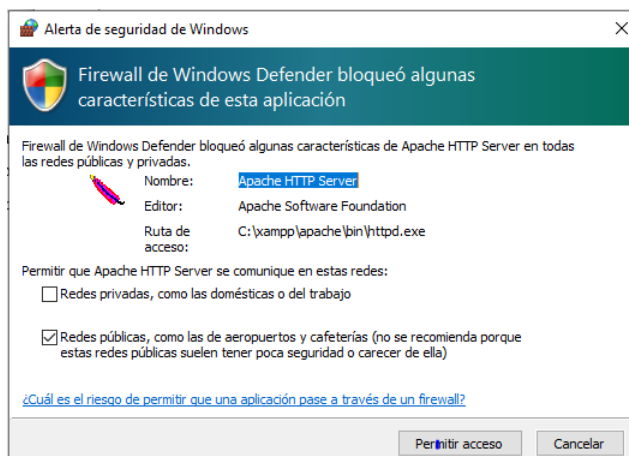 Alerta de seguridad de Windows
Firewall de Windows Defender bloqueó algunas
características de esta aplicación
Firewall de Windows Defender bloqueó algunas características de Apache HTTP Server en todas
las redes públicas y privadas.
Nombre: Apache HTTP Server
Editor: Apache Software Foundation
Ruta de C:\xampp\apache\bin\httpd.exe
acceso:
Permitir que Apache HTTP Server se comunique en estas redes:
Redes privadas, como las domésticas o del trabajo
Redes públicas, como las de aeropuertos y cafeterías (no se recomienda porque
estas redes públicas suelen tener poca seguridad o carecer de ella)
¿Cuál es el riesgo de permitir que una aplicación pase a través de un firewall?
Permitir acceso Cancelar